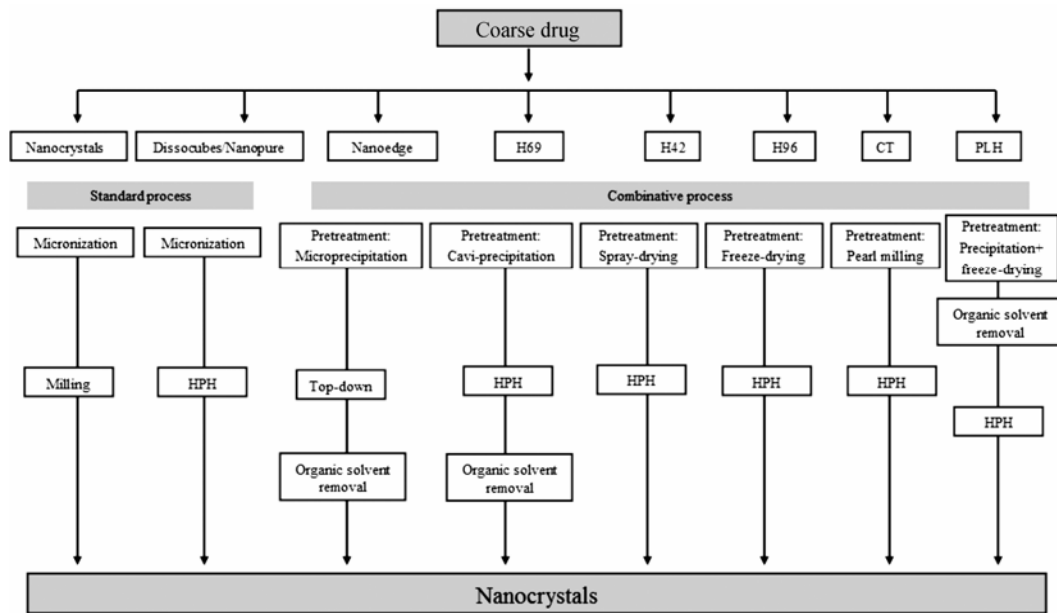 Coarse drug
Nanocrystals
Dissocubes/Nanopure
Nanoedge
H69
H42
H96
CT
PLH
Standard process
Combinative process
Micronization
Micronization
Pretreatment:
Microprecipitation
Pretreatment:
Cavi-precipitation
Pretreatment:
Spray-drying
Pretreatment:
Freeze-drying
Pretreatment:
Pearl milling
Pretreatment:
Precipitation+
freeze-drying
Organic solvent
removal
Milling
HPH
Top-down
HPH
HPH
HPH
HPH
HPH
Organic solvent
removal
Organic solvent
removal
Nanocrystals